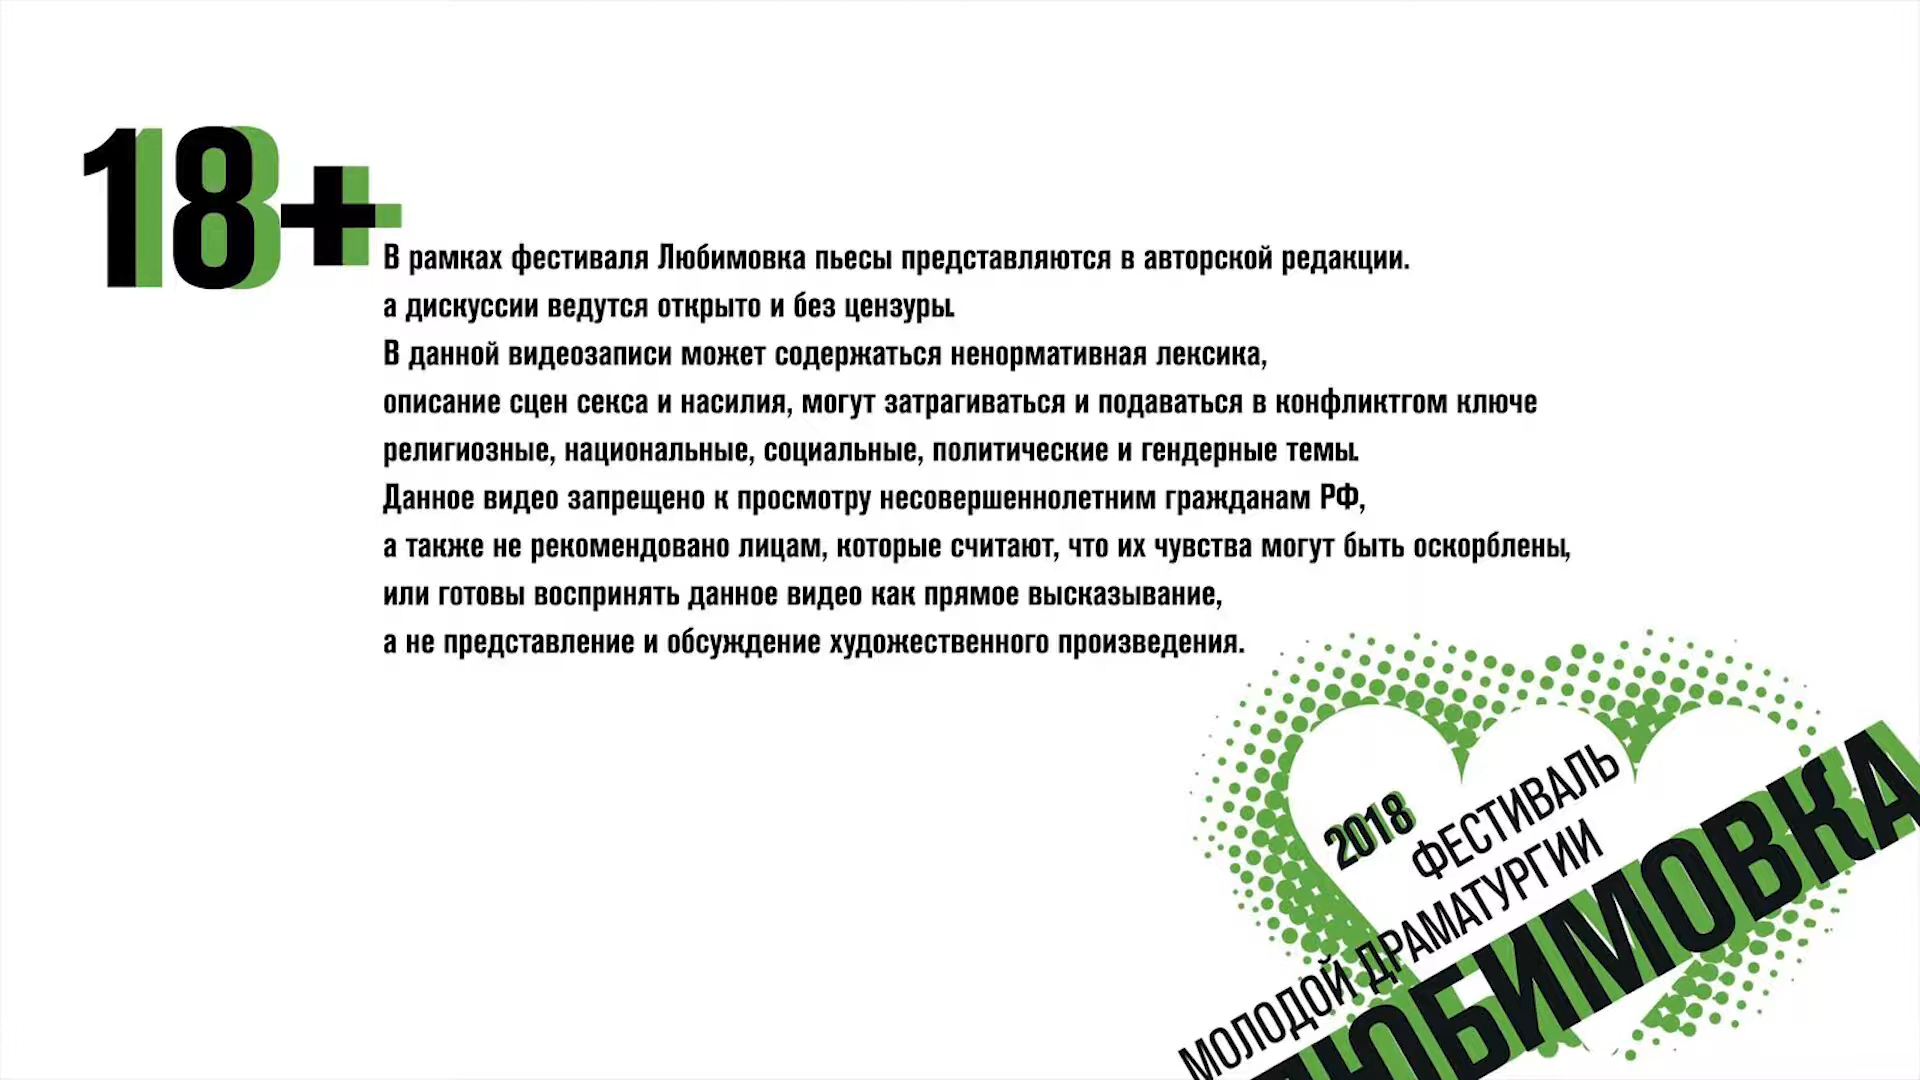 18+
В рамках фестиваля Любимовка пьесы представляются в авторской редакции.
а дискуссии ведутся открыто и без цензуры.
В данной видеозаписи может содержаться ненормативная лексика,
описание сцен секса и насилия, могут затрагиваться и подаваться в конфликтгом ключе
религиозные, национальные, социальные, политические и гендерные темы.
Данное видео запрещено к просмотру несовершеннолетним гражданам РФ,
а также не рекомендовано лицам, которые считают, что их чувства могут быть оскорблены,
или готовы воспринять данное видео как прямое высказывание,
а не представление и обсуждение художественного произведения.
2018
ФЕСТИВАЛЬ
МОЛОДОЙ ДРАМАТУРГИИ
ЛЮБИМОВКА